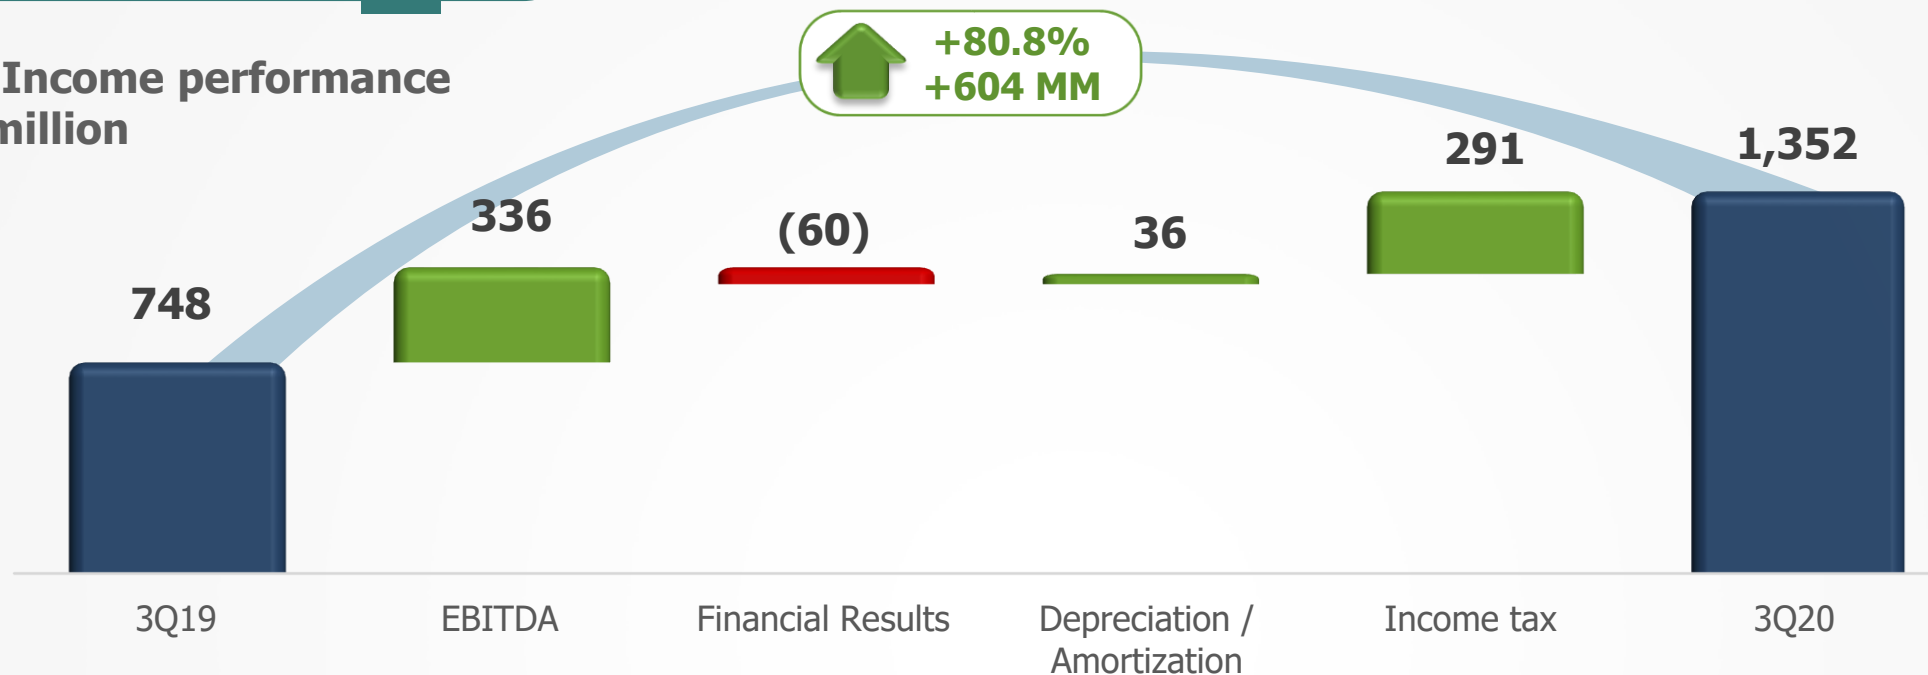 Income performance
million
+80.8%
+604 MM
748
336
(60)
36
291
1,352
3Q19
EBITDA
Financial Results
Depreciation /
Amortization
Income tax
3Q20